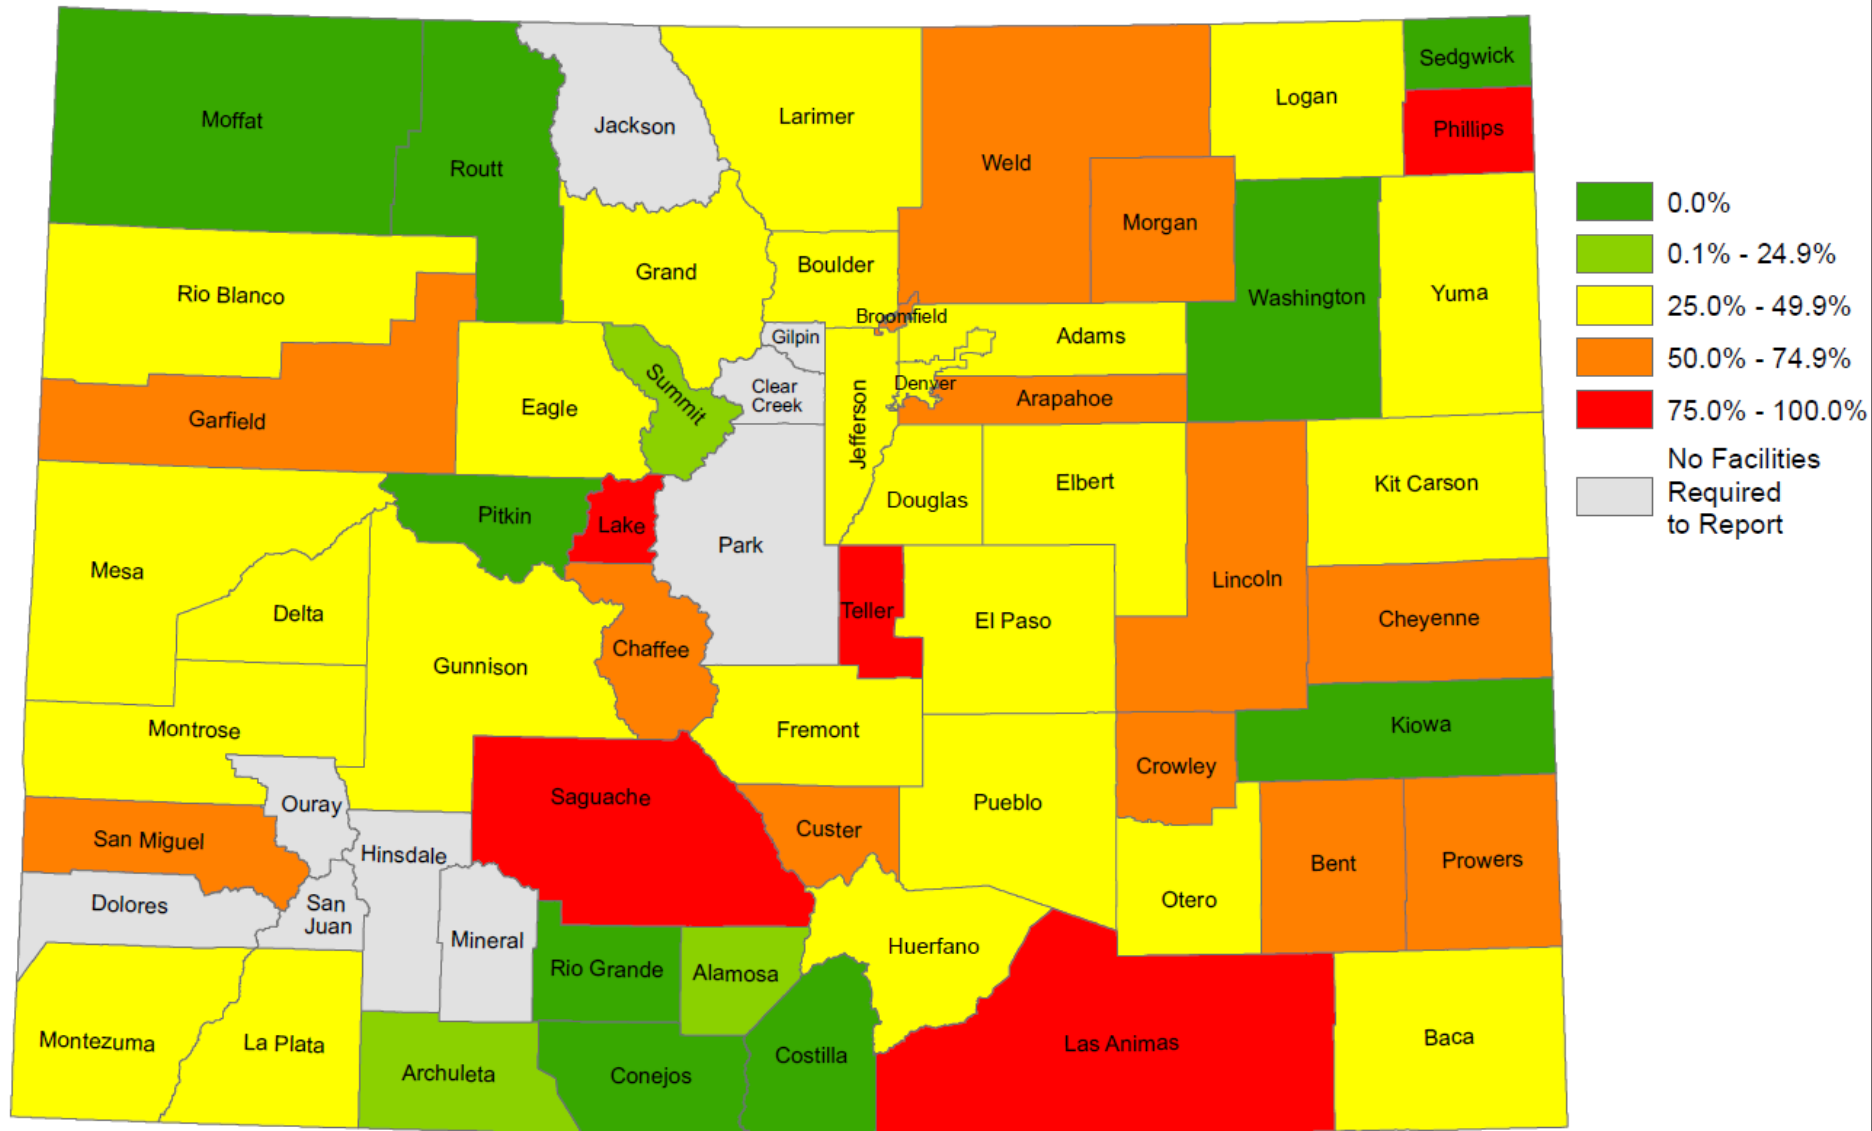 Sedgwick
Moffat
Jackson
Larimer
Logan
Phillips
Routt
Weld
Morgan
Rio Blanco
Grand
Boulder
Washington
Yuma
Broomfield
Gilpin
Adams
Garfield
Eagle
Summit
Clear
Creek
Jefferson
Denver
Arapahoe
Pitkin
Lake
Park
Douglas
Elbert
Kit Carson
Mesa
Delta
Gunnison
Chaffee
Teller
El Paso
Lincoln
Cheyenne
Montrose
Fremont
Kiowa
Ouray
Saguache
Crowley
San Miguel
Hinsdale
Custer
Pueblo
Bent
Prowers
Dolores
San
Juan
Mineral
Rio Grande
Alamosa
Huerfano
Otero
Montezuma
La Plata
Archuleta
Conejos
Costilla
Las Animas
Baca
0.0%
0.1% - 24.9%
25.0% - 49.9%
50.0% - 74.9%
75.0% - 100.0%
No Facilities
Required
to Report